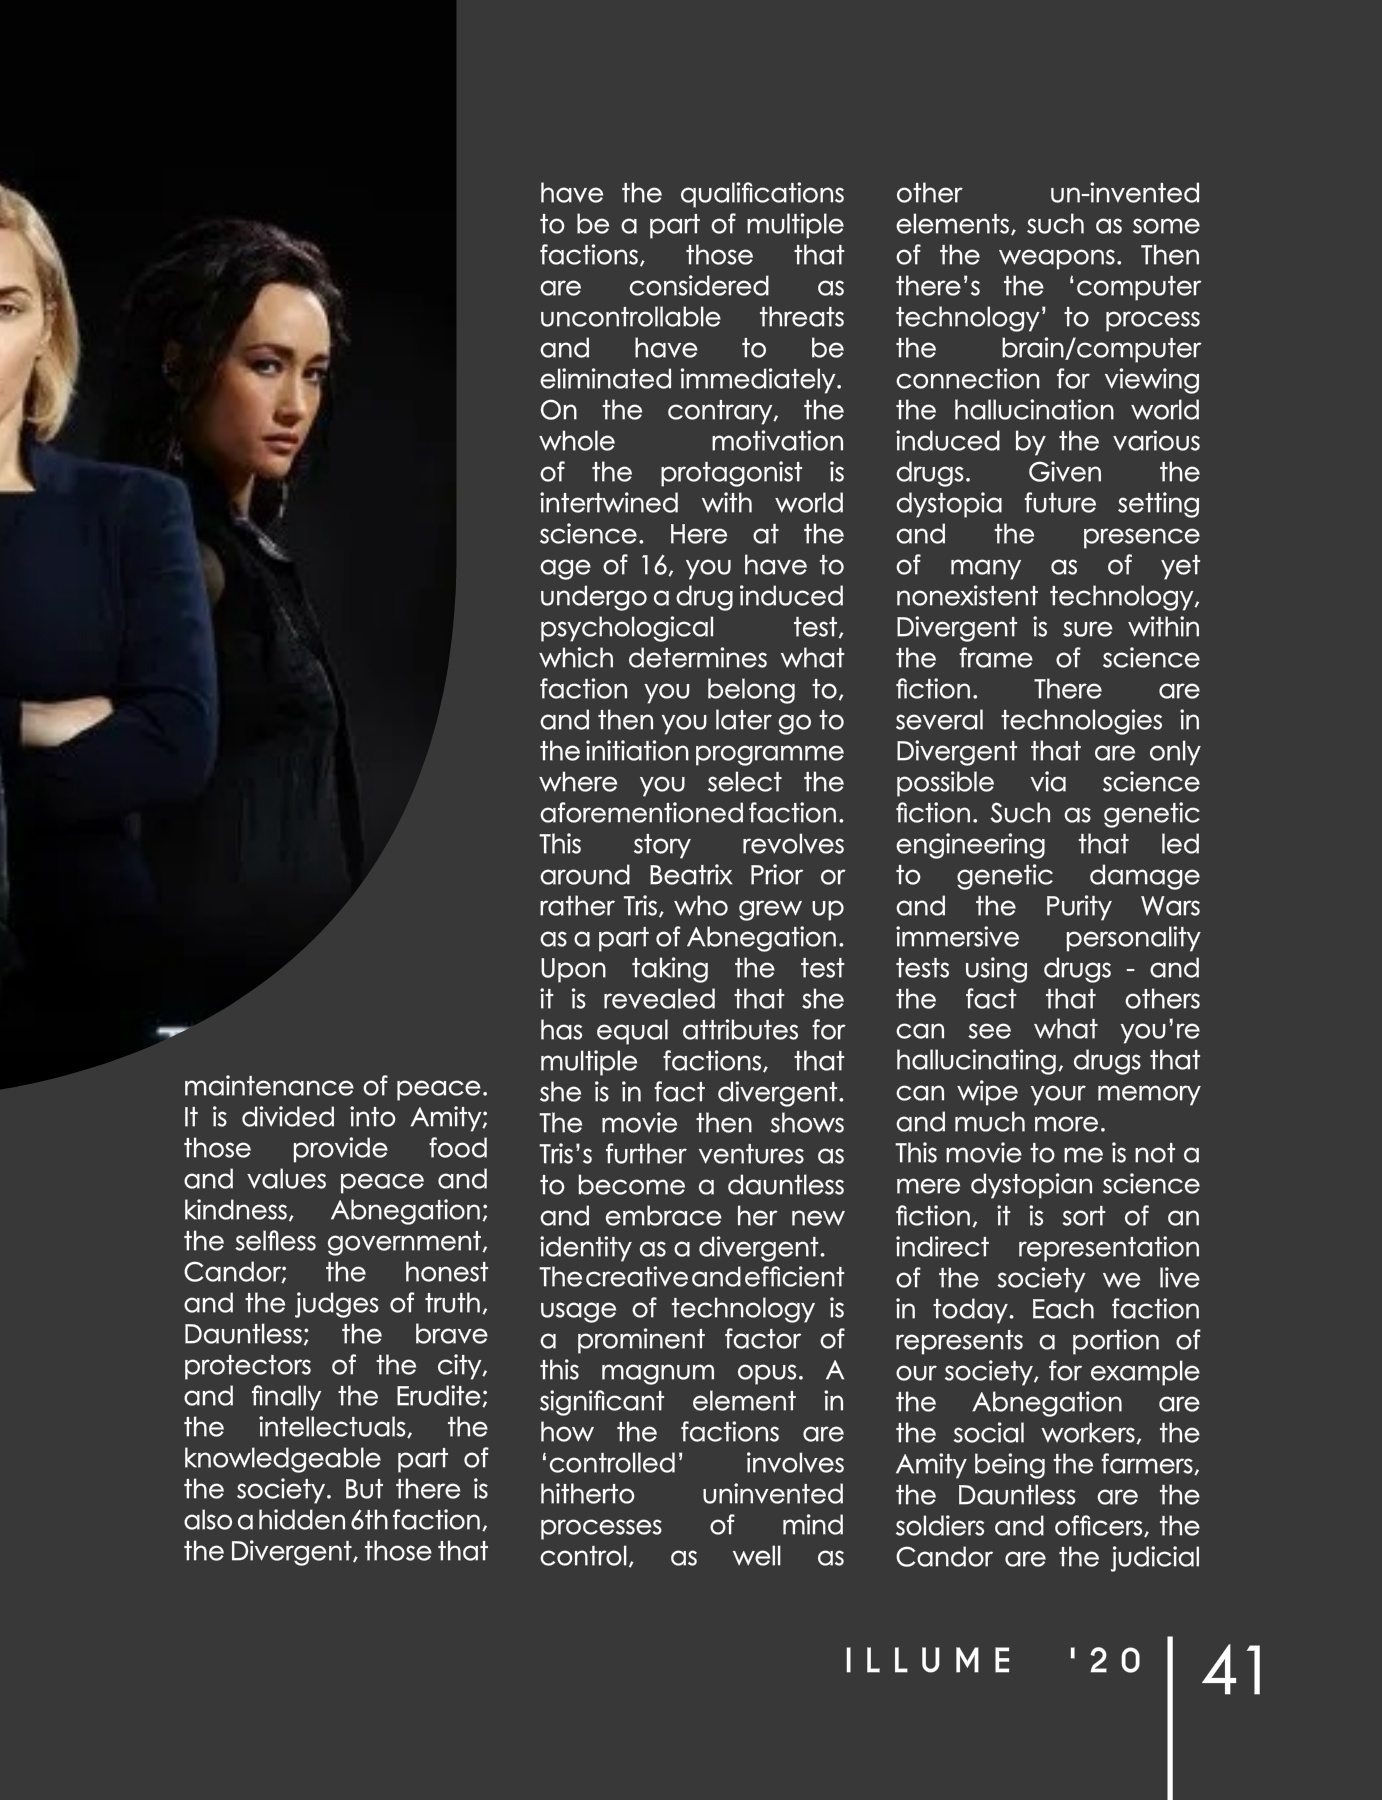 maintenance of peace.
It is divided into Amity;
those provide food
and values peace and
kindness, Abnegation;
the selfless government,
Candor; the honest
and the judges of truth,
Dauntless; the brave
protectors of the city,
and finally the Erudite;
the intellectuals, the
knowledgeable part of
the society. But there is
also a hidden 6th faction,
the Divergent, those that
have the qualifications
to be a part of multiple
factions, those that
are considered as
uncontrollable threats
and have to be
eliminated immediately.
On the contrary, the
whole motivation
of the protagonist is
intertwined with world
science. Here at the
age of 16, you have to
undergo a drug induced
psychological test,
which determines what
faction you belong to,
and then you later go to
the initiation programme
where you select the
aforementioned faction.
This story revolves
around Beatrix Prior or
rather Tris, who grew up
as a part of Abnegation.
Upon taking the test
it is revealed that she
has equal attributes for
multiple factions, that
she is in fact divergent.
The movie then shows
Tris’s further ventures as
to become a dauntless
and embrace her new
identity as a divergent.
The creative and efficient
usage of technology is
a prominent factor of
this magnum opus. A
significant element in
how the factions are
‘controlled’ involves
hitherto uninvented
processes of mind
control, as well as
other un-invented
elements, such as some
of the weapons. Then
there’s the ‘computer
technology’ to process
the brain/computer
connection for viewing
the hallucination world
induced by the various
drugs. Given the
dystopia future setting
and the presence
of many as of yet
nonexistent technology,
Divergent is sure within
the frame of science
fiction. There are
several technologies in
Divergent that are only
possible via science
fiction. Such as genetic
engineering that led
to genetic damage
and the Purity Wars
immersive personality
tests using drugs - and
the fact that others
can see what you’re
hallucinating, drugs that
can wipe your memory
and much more.
This movie to me is not a
mere dystopian science
fiction, it is sort of an
indirect representation
of the society we live
in today. Each faction
represents a portion of
our society, for example
the Abnegation are
the social workers, the
Amity being the farmers,
the Dauntless are the
soldiers and officers, the
Candor are the judicial
ILLUME '20
41